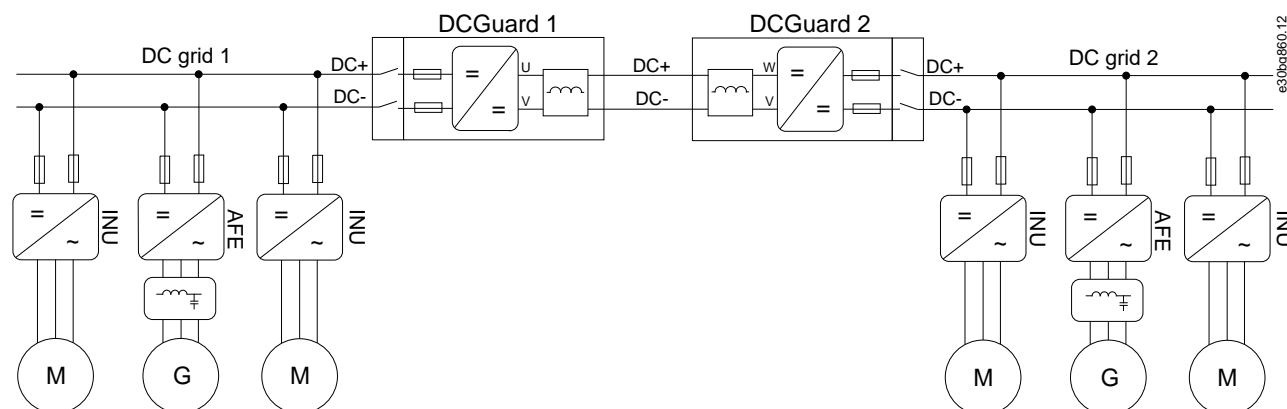 DCGuard 1
DCGuard 2
e30bg860.12
DC grid 1
DC+
U
DC+
W
DC+
DC grid 2
DC-
V
DC-
V
DC-
= =
= =
= ~
INU
= ~
AFE
= ~
INU
= ~
INU
= ~
AFE
= ~
INU
M
G
M
M
G
M